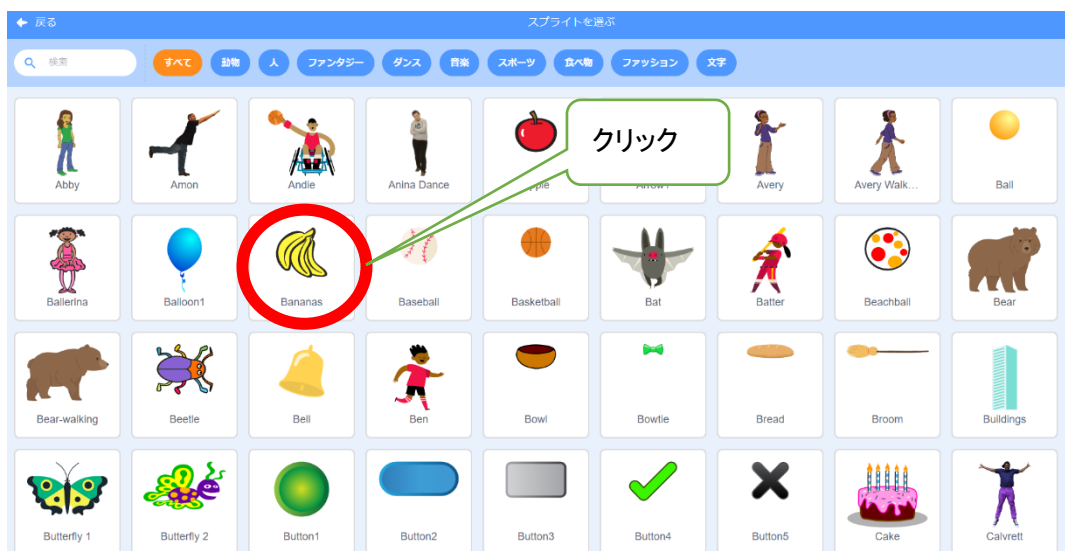 戻る
スプライトを選ぶ
検索
すべて 動物 人 ファンタジー ダンス 音楽 スポーツ 食べ物 ファッション 文字
クリック
Abby Amon Andie Anina Dance Avery Avery Walk... Ball
Ballerina Balloon1 Bananas Baseball Basketball Bat Batter Beachball Bear
Bear-walking Beetle Bell Ben Bowl Bowtie Bread Broom Buildings
Butterfly 1 Butterfly 2 Button1 Button2 Button3 Button4 Button5 Cake Calvrett